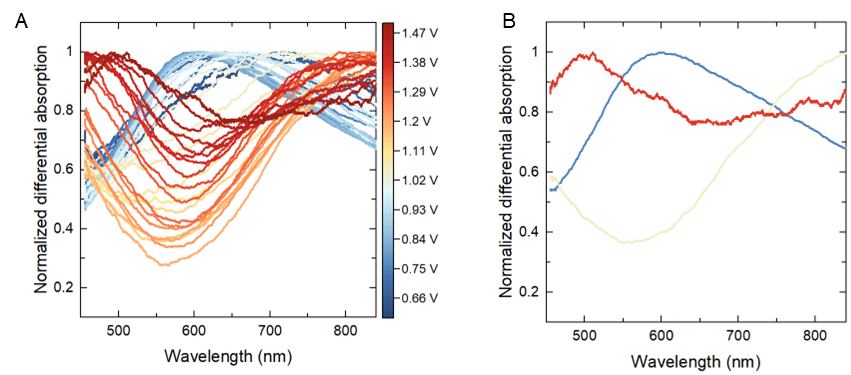 A
Normalized differential absorption
1
0.8
0.6
0.4
0.2
500
600
700
800
Wavelength (nm)
1.47 V
1.38 V
1.29 V
1.2 V
1.11 V
1.02 V
0.93 V
0.84 V
0.75 V
0.66 V
B
Normalized differential absorption
1
0.8
0.6
0.4
0.2
500
600
700
800
Wavelength (nm)